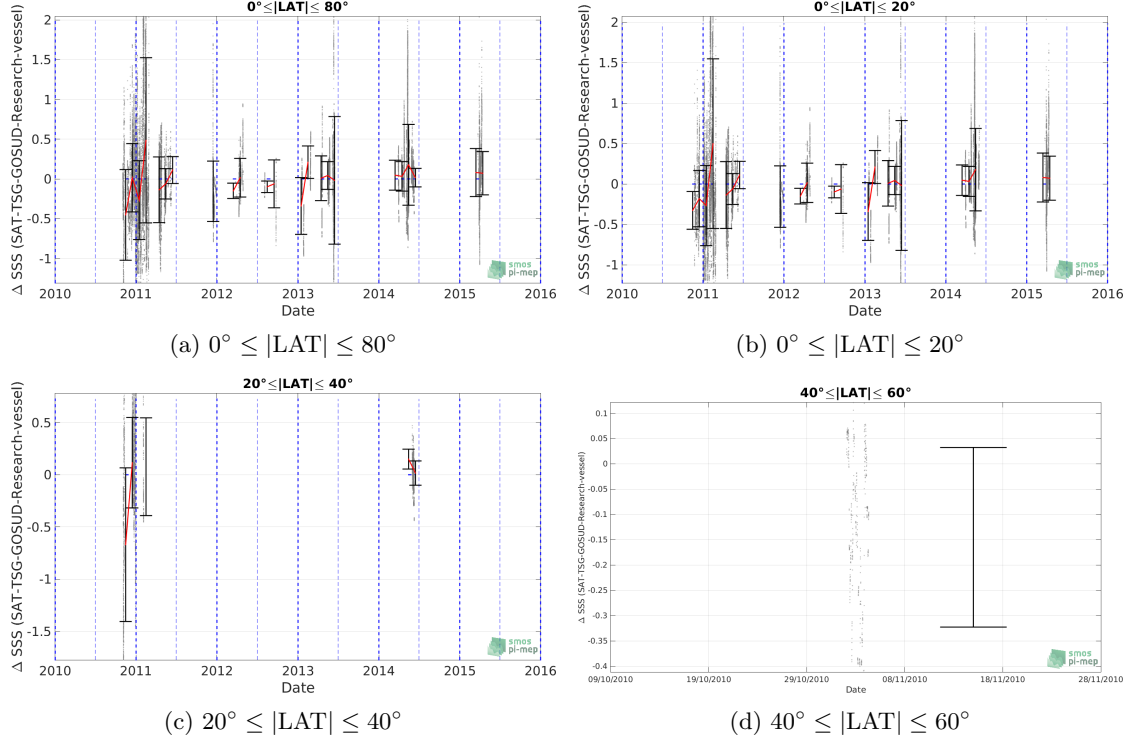 0°≤|LAT|≤ 80°
Δ SSS (SAT-TSG-GOSUD-Research-vessel)
2
1.5
1
0.5
0
-0.5
-1
2010 2011 2012 2013 2014 2015 2016
Date
smos
pi-mep
(a) 0° ≤ |LAT| ≤ 80°
0°≤|LAT|≤ 20°
Δ SSS (SAT-TSG-GOSUD-Research-vessel)
2
1.5
1
0.5
0
-0.5
-1
2010 2011 2012 2013 2014 2015 2016
Date
smos
pi-mep
(b) 0° ≤ |LAT| ≤ 20°
20°≤|LAT|≤ 40°
Δ SSS (SAT-TSG-GOSUD-Research-vessel)
0.5
0
-0.5
-1
-1.5
2010 2011 2012 2013 2014 2015 2016
Date
smos
pi-mep
(c) 20° ≤ |LAT| ≤ 40°
40°≤|LAT|≤ 60°
Δ SSS (SAT-TSG-GOSUD-Research-vessel)
0.1
0.05
0
-0.05
-0.1
-0.15
-0.2
-0.25
-0.3
-0.35
-0.4
09/10/2010 19/10/2010 29/10/2010 08/11/2010 18/11/2010 28/11/2010
Date
smos
pi-mep
(d) 40° ≤ |LAT| ≤ 60°